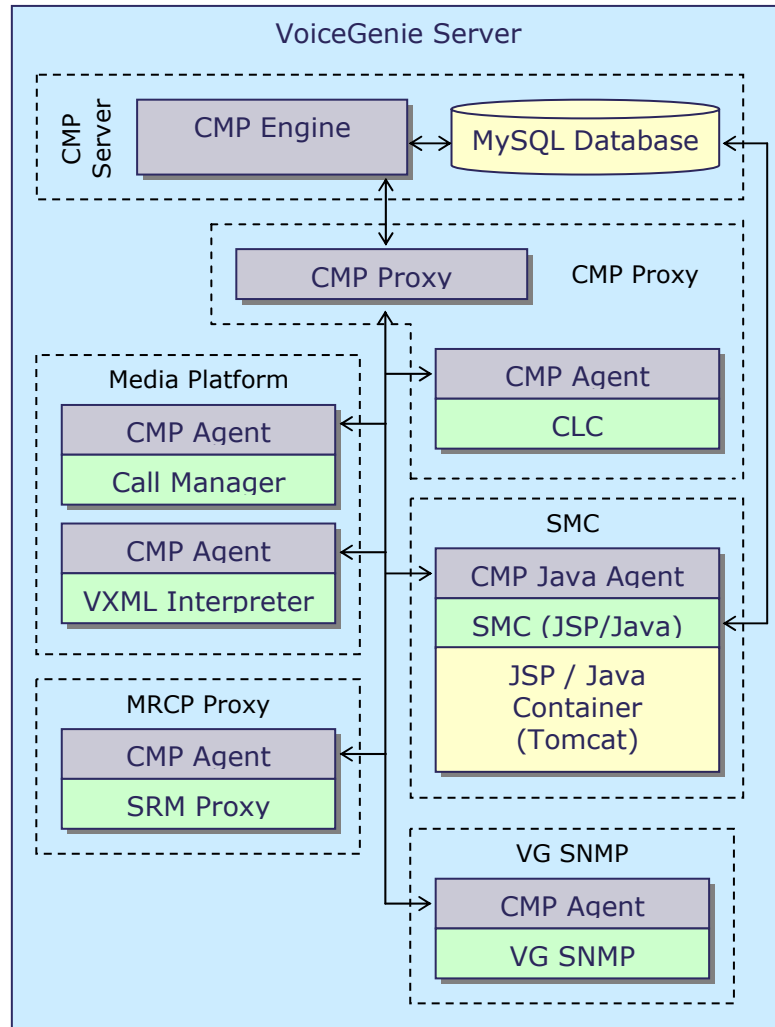 VoiceGenie Server
CMP
Server
CMP Engine
MySQL Database
CMP Proxy
CMP Proxy
CMP Agent
CLC
Media Platform
CMP Agent
Call Manager
CMP Agent
VXML Interpreter
SMC
CMP Java Agent
SMC (JSP/Java)
JSP / Java
Container
(Tomcat)
MRCP Proxy
CMP Agent
SRM Proxy
VG SNMP
CMP Agent
VG SNMP